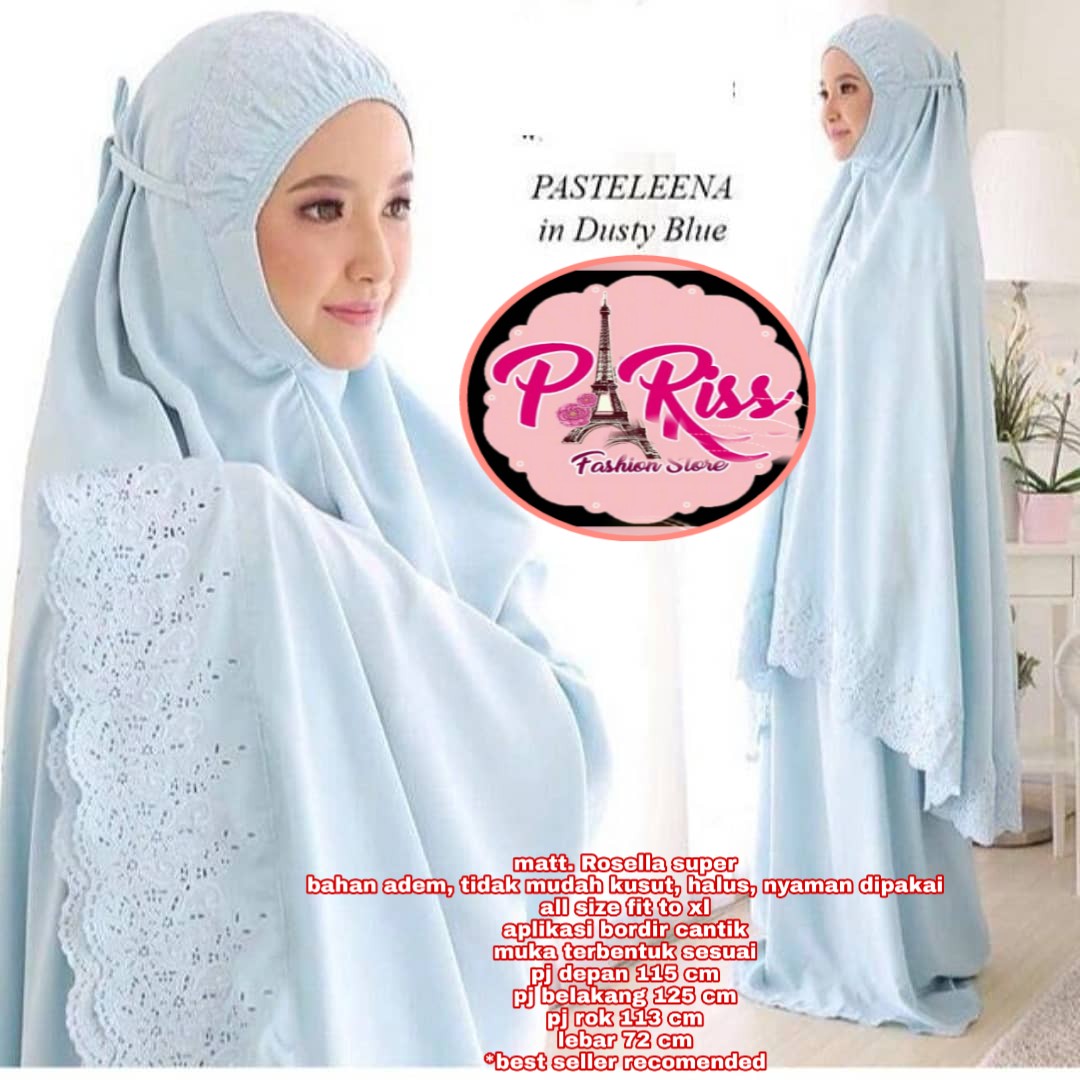 PASTELEENA
in Dusty Blue
PaRiss
Fashion Store
matt. Rosella super
bahan adem, tidak mudah kusut, halus, nyaman dipakai
all size fit to xl
aplikasi bordir cantik
muka terbentuk sesuai
pj depan 115 cm
pj belakang 125 cm
pj rok 113 cm
lebar 72 cm
*best seller recomended